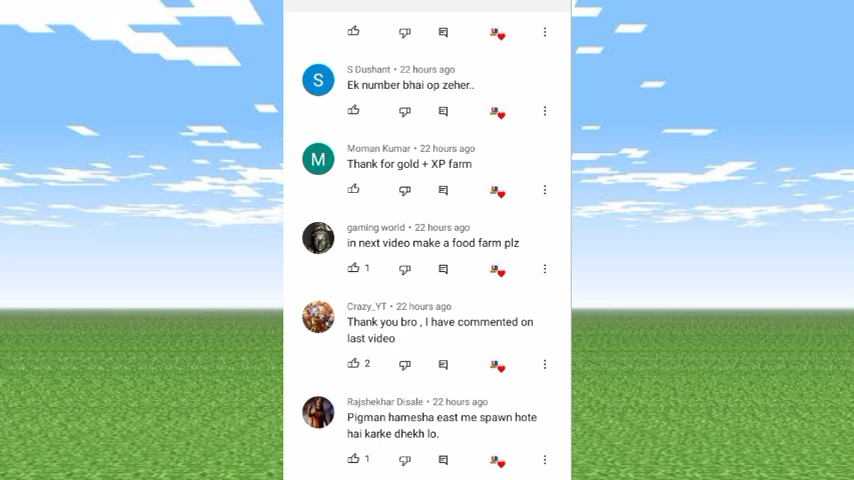 S Dushant • 22 hours ago
Ek number bhai op zeher..
Moman Kumar • 22 hours ago
Thank for gold + XP farm
gaming world • 22 hours ago
in next video make a food farm plz
1
Crazy_YT • 22 hours ago
Thank you bro , I have commented on
last video
2
Rajshekhar Disale • 22 hours ago
Pigman hamesha east me spawn hote
hai karke dhekh lo.
1